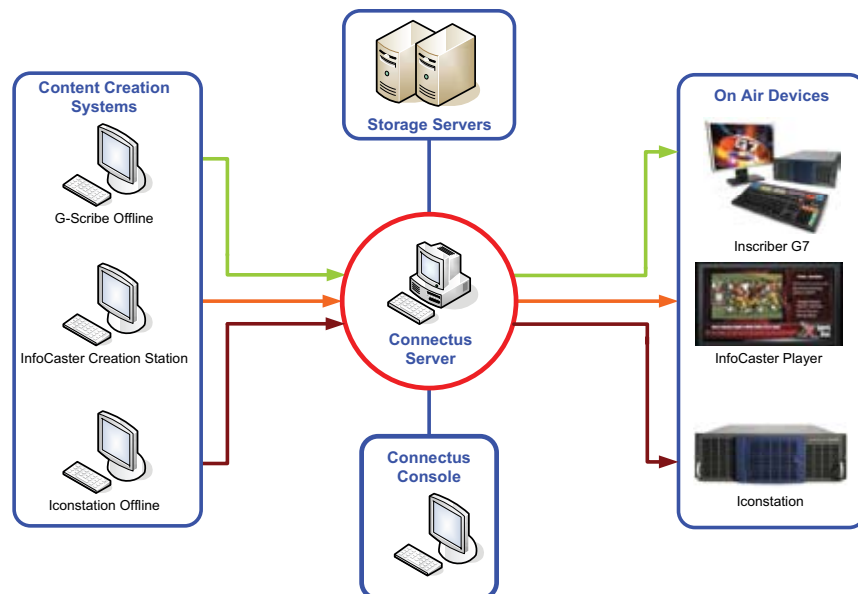 Content Creation
Systems
G-Scribe Offline
InfoCaster Creation Station
Iconstation Offline
Storage Servers
Connectus
Server
Connectus
Console
On Air Devices
G7
Inscriber G7
InfoCaster Player
Iconstation